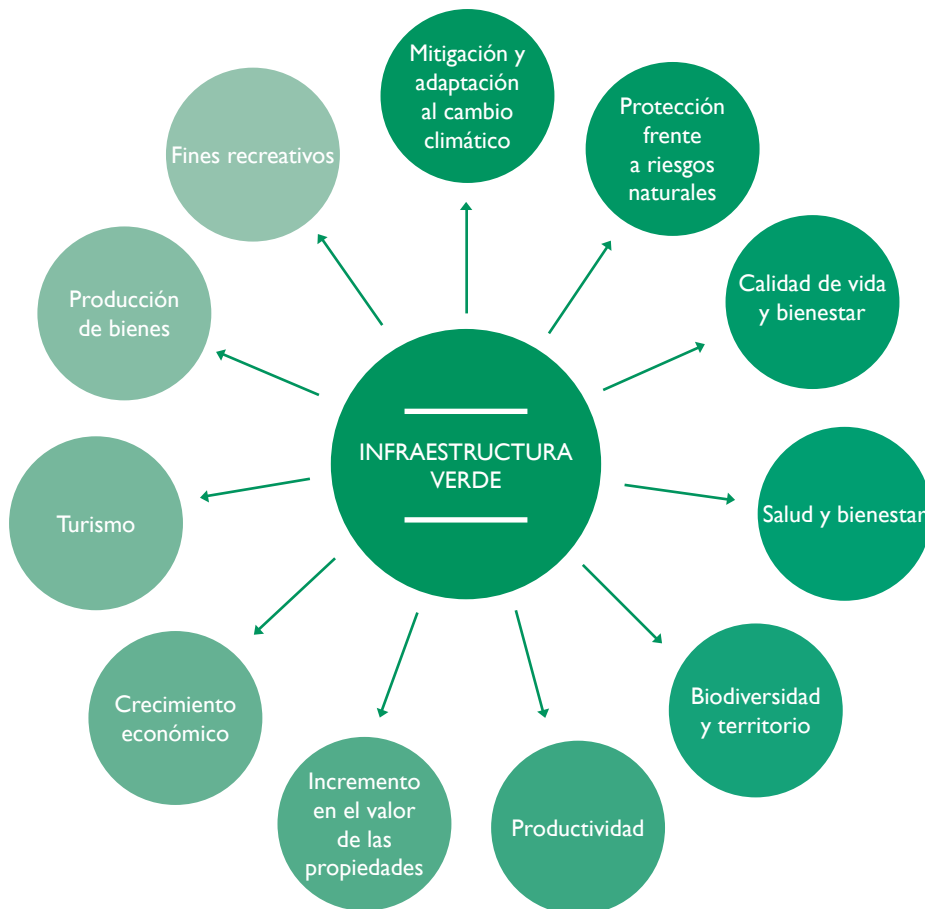 Mitigación y
adaptación
al cambio
climático
Protección
frente
a riesgos
naturales
Calidad de vida
y bienestar
Salud y bienestar
Biodiversidad
y territorio
Productividad
Incremento
en el valor
de las
propiedades
Crecimiento
económico
Turismo
Producción
de bienes
Fines recreativos
INFRAESTRUCTURA
VERDE